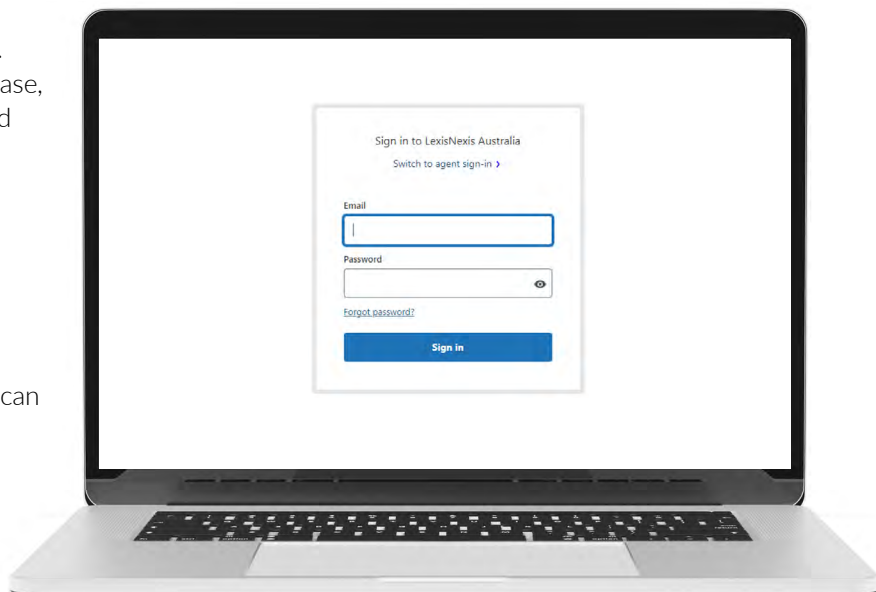 ase,
d
can
Sign in to LexisNexis Australia
Switch to agent sign-in ›
Email
Password
Forgot password?
Sign in